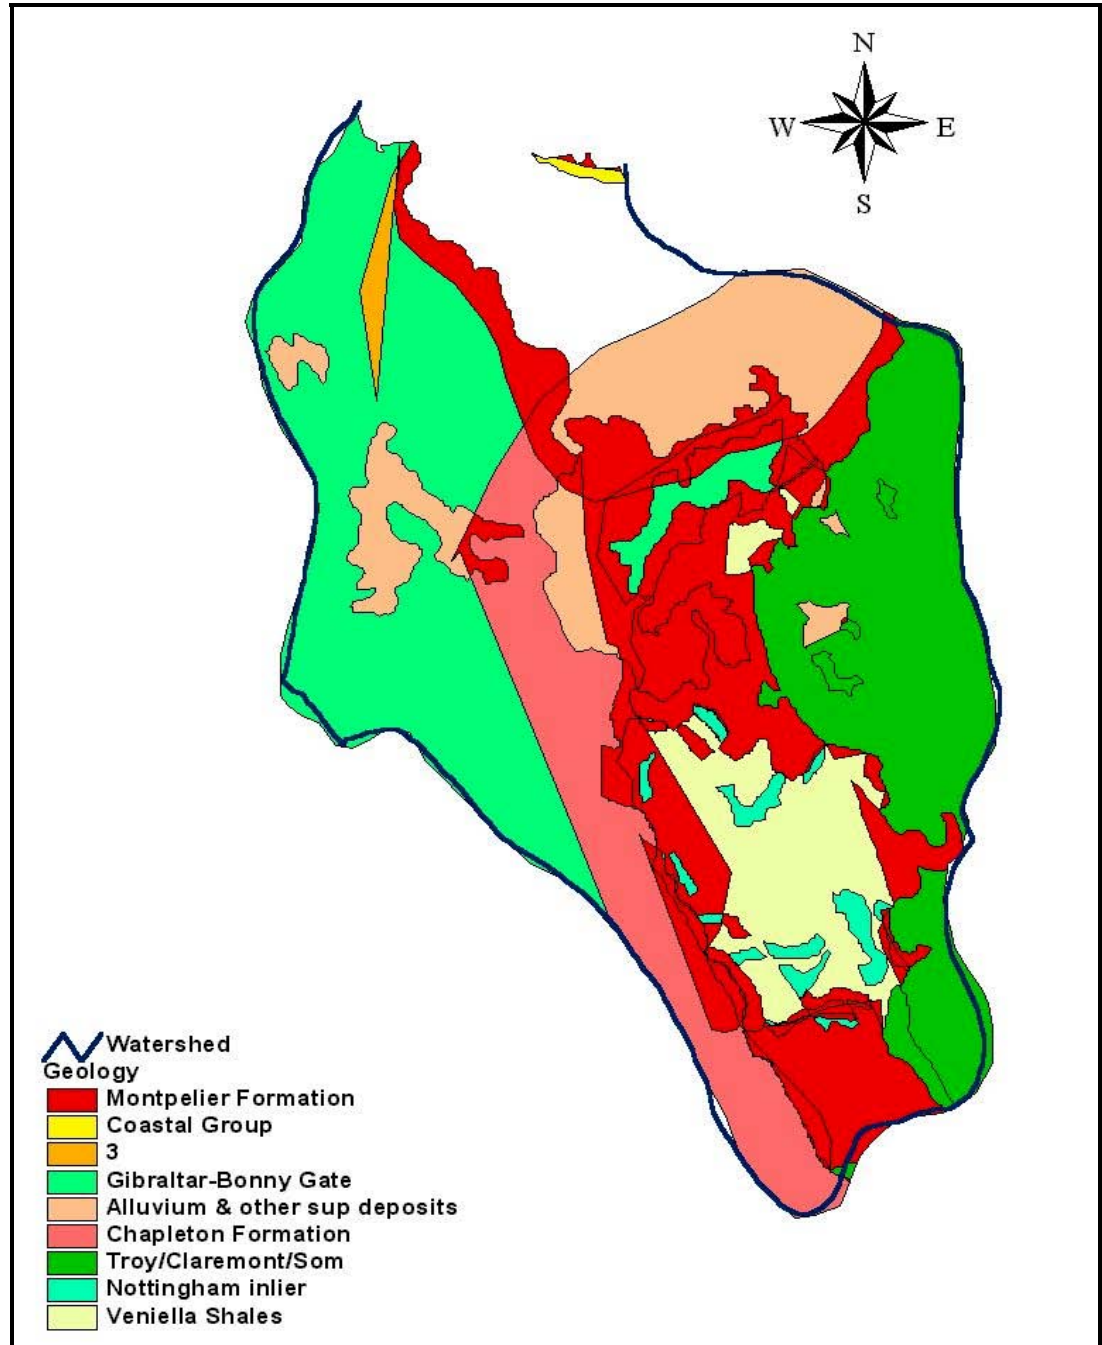 N
W E
S
Watershed
Geology
Montpelier Formation
Coastal Group
3
Gibraltar-Bonny Gate
Alluvium & other sup deposits
Chapleton Formation
Troy/Claremont/Som
Nottingham inlier
Veniella Shales